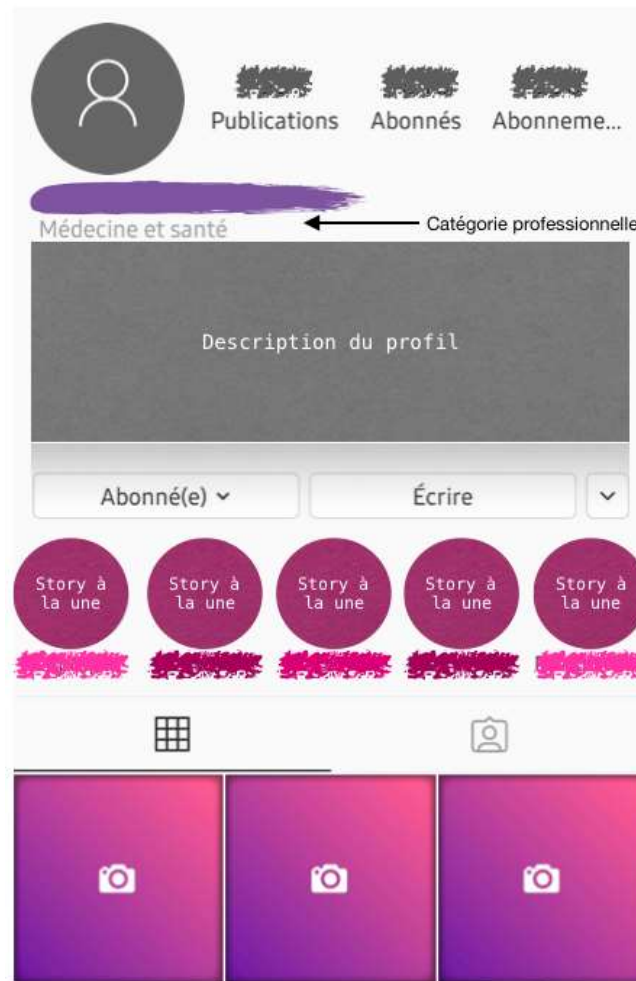 Publications Abonnés Abonneme...
Médecine et santé
Catégorie professionnelle
Description du profil
Abonné(e)
Écrire
Story à la une
Story à la une
Story à la une
Story à la une
Story à la une